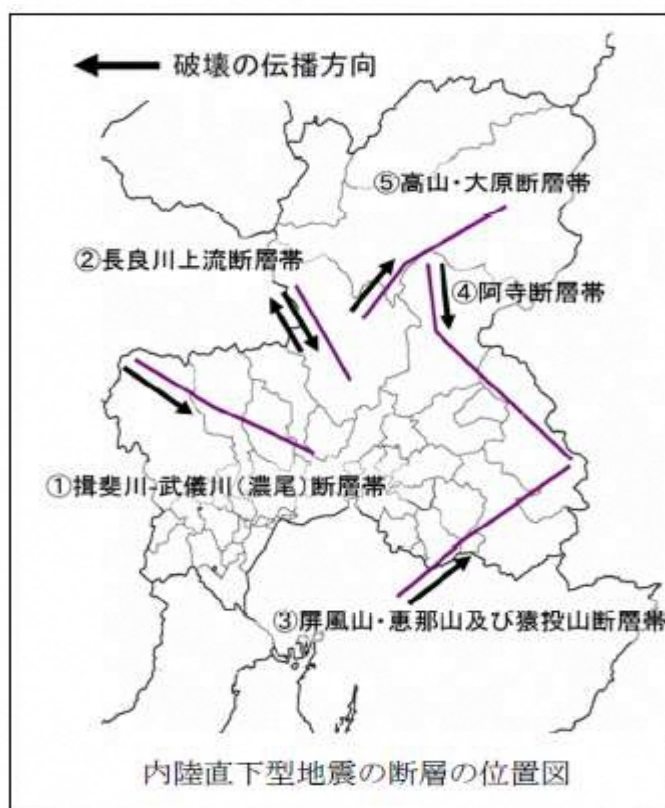 破壊の伝播方向
⑤高山・大原断層帯
②長良川上流断層帯
④阿寺断層帯
①揖斐川-武儀川(濃尾)断層帯
③屏風山・恵那山及び猿投山断層帯
内陸直下型地震の断層の位置図